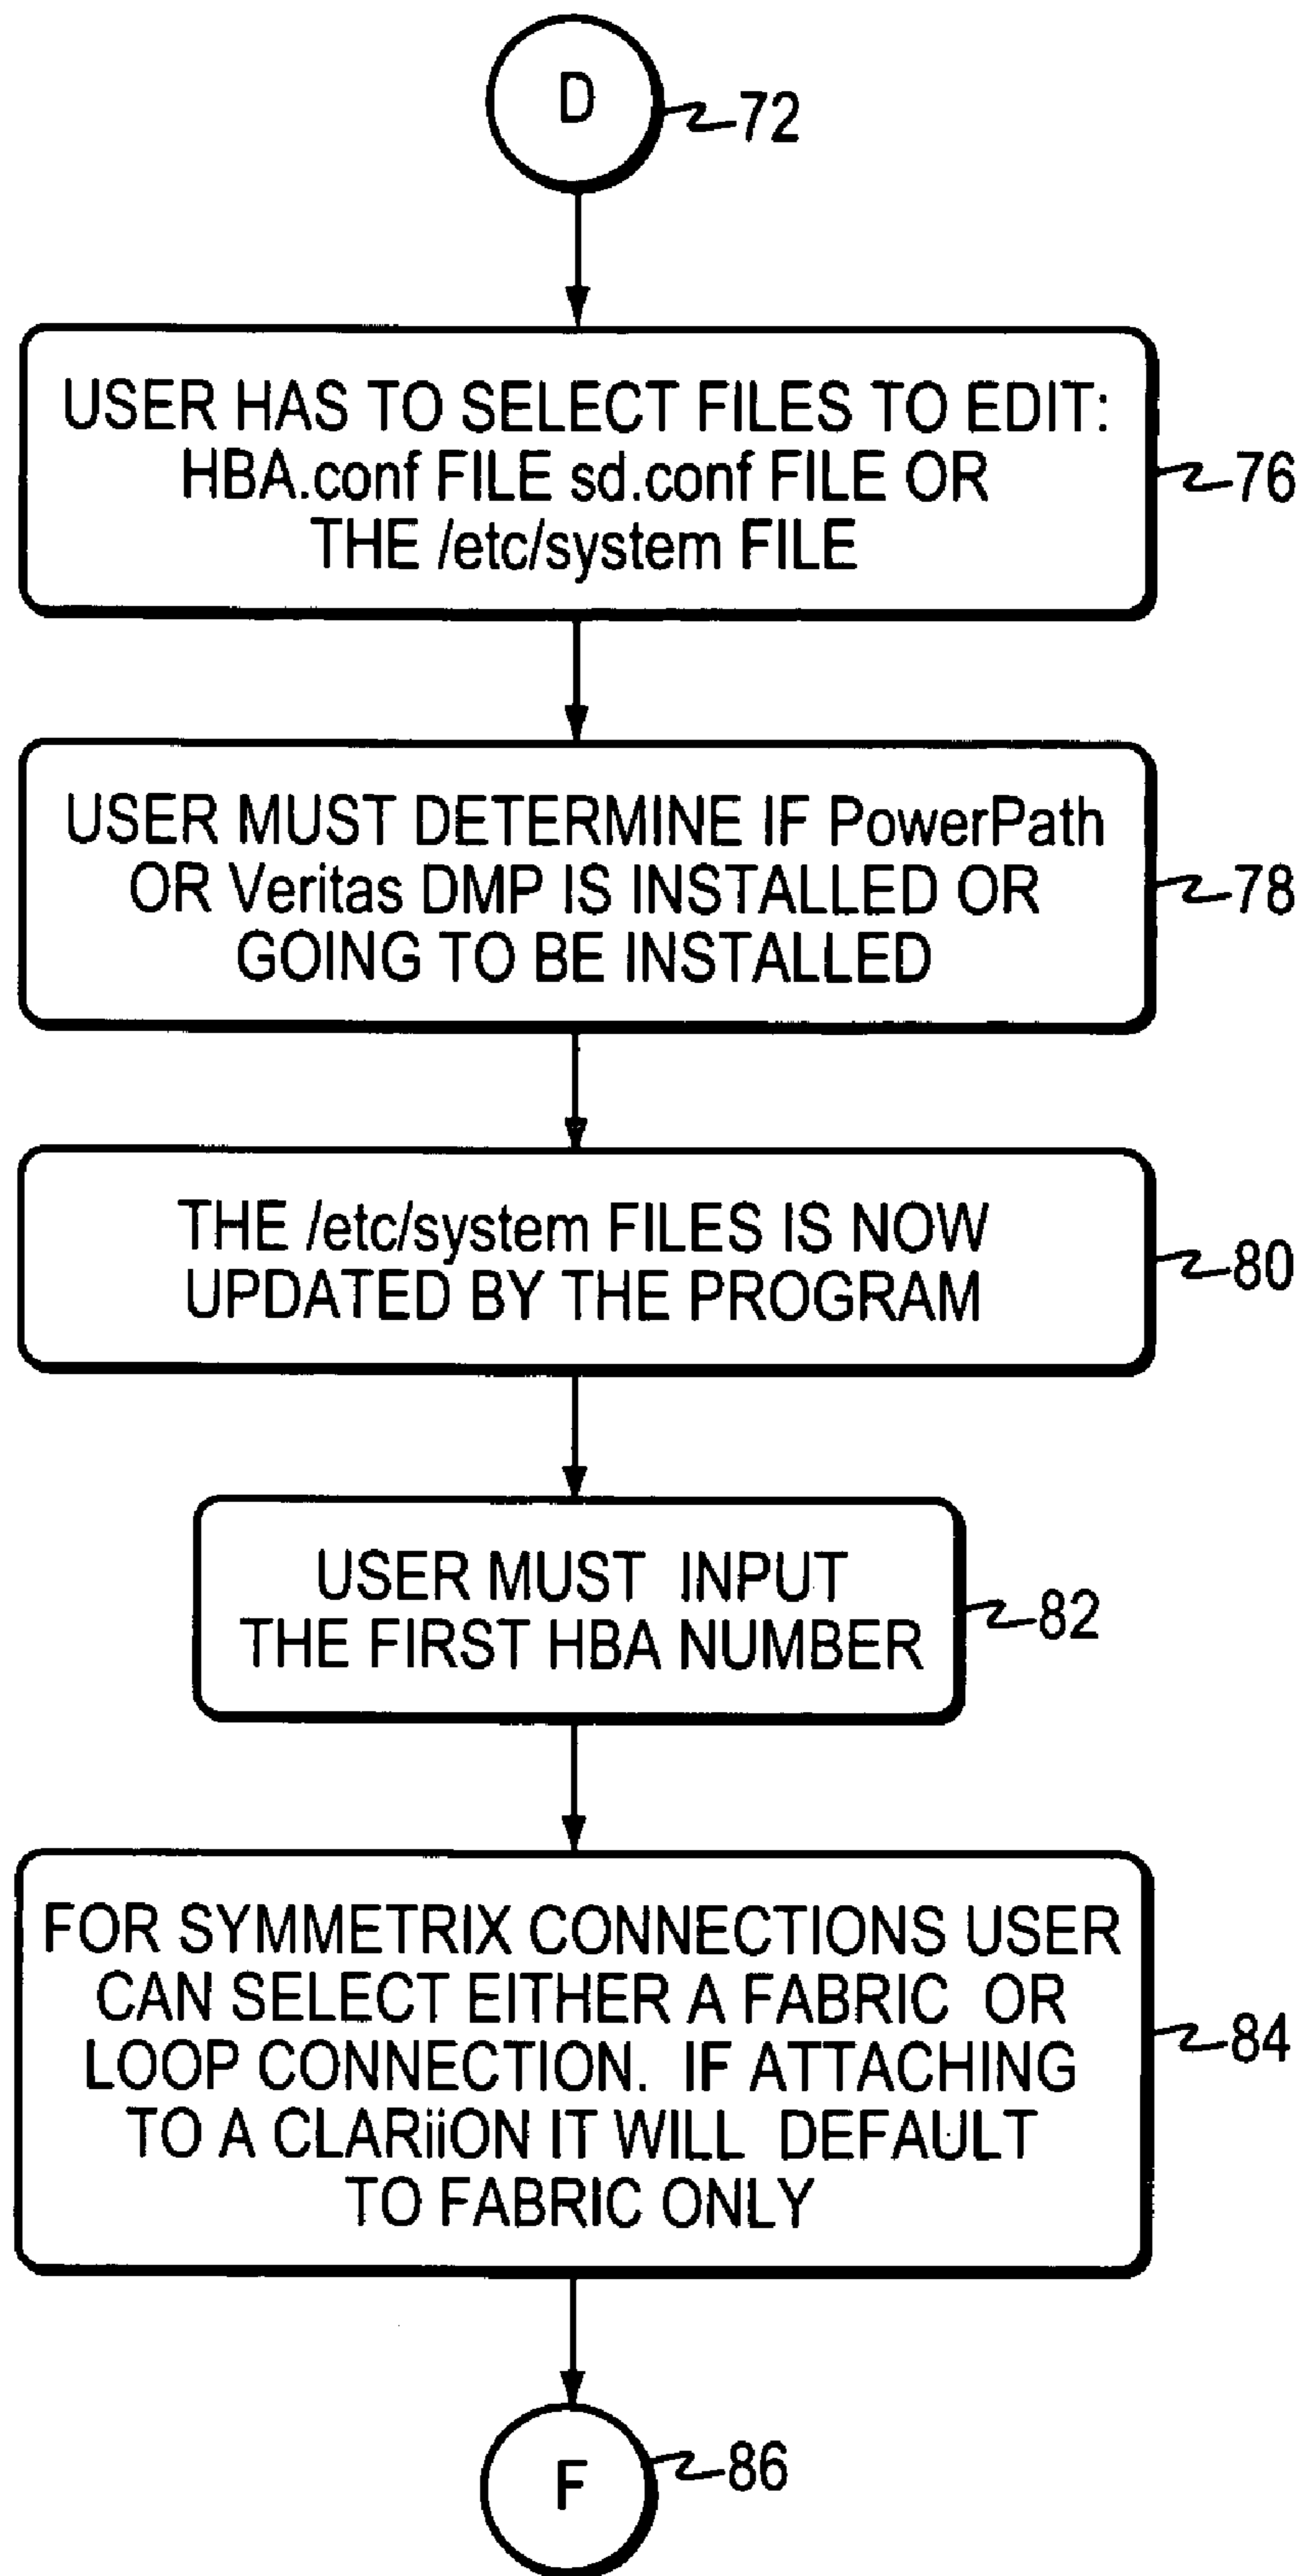 D
72
USER HAS TO SELECT FILES TO EDIT:
HBA.conf FILE sd.conf FILE OR
THE /etc/system FILE
76
USER MUST DETERMINE IF PowerPath
OR Veritas DMP IS INSTALLED OR
GOING TO BE INSTALLED
78
THE /etc/system FILES IS NOW
UPDATED BY THE PROGRAM
80
USER MUST INPUT
THE FIRST HBA NUMBER
82
FOR SYMMETRIX CONNECTIONS USER
CAN SELECT EITHER A FABRIC OR
LOOP CONNECTION. IF ATTACHING
TO A CLARiiON IT WILL DEFAULT
TO FABRIC ONLY
84
F
86